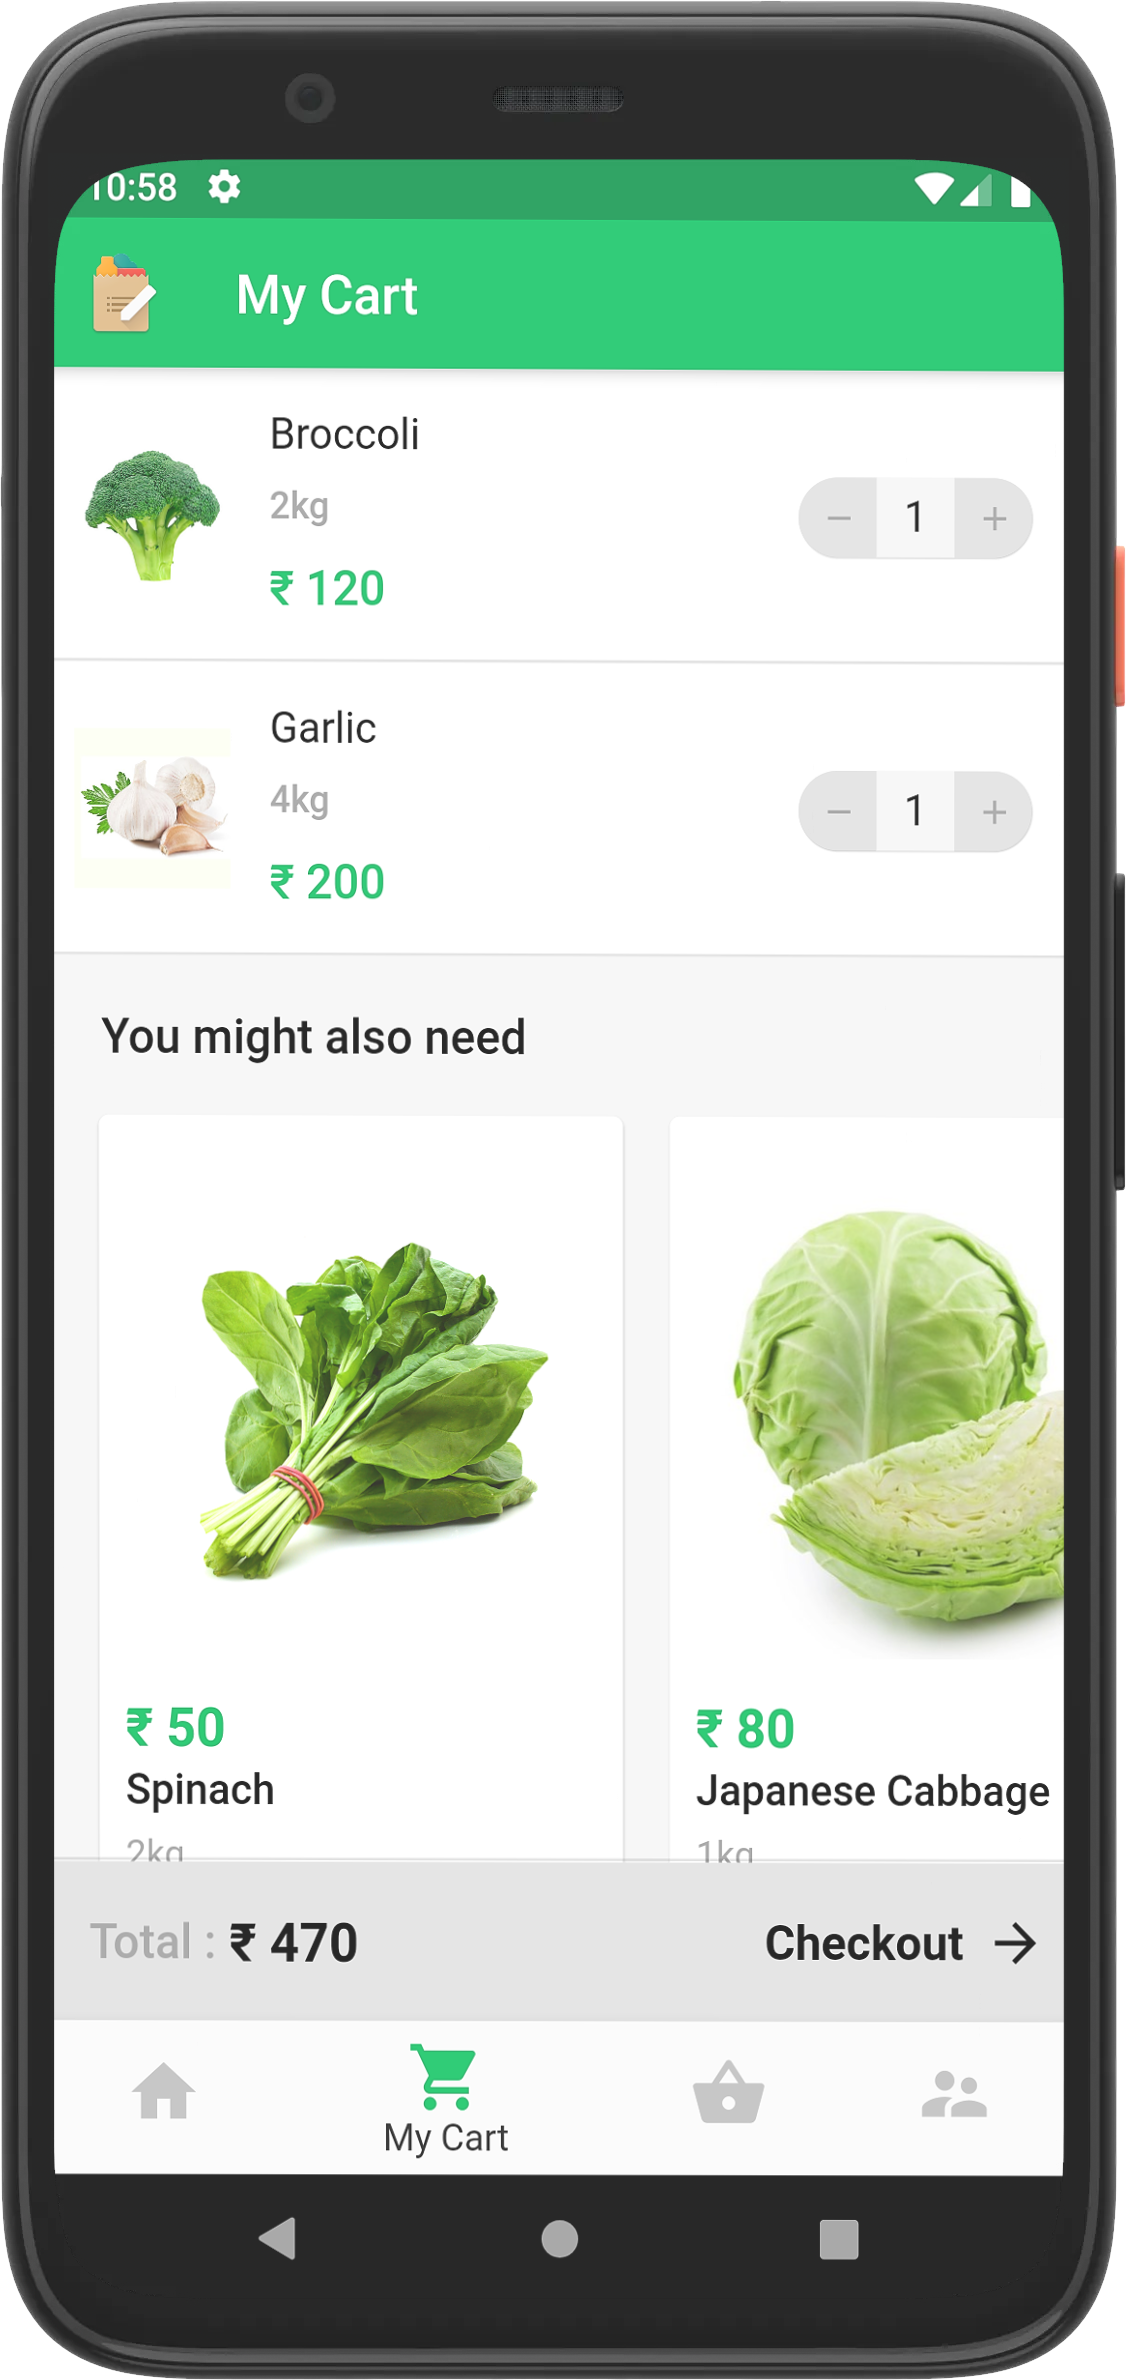 10:58
My Cart
Broccoli
2kg
₹ 120
1
Garlic
4kg
₹ 200
1
You might also need
₹ 50
Spinach
2kg
₹ 80
Japanese Cabbage
1kg
Total : ₹ 470
Checkout
My Cart